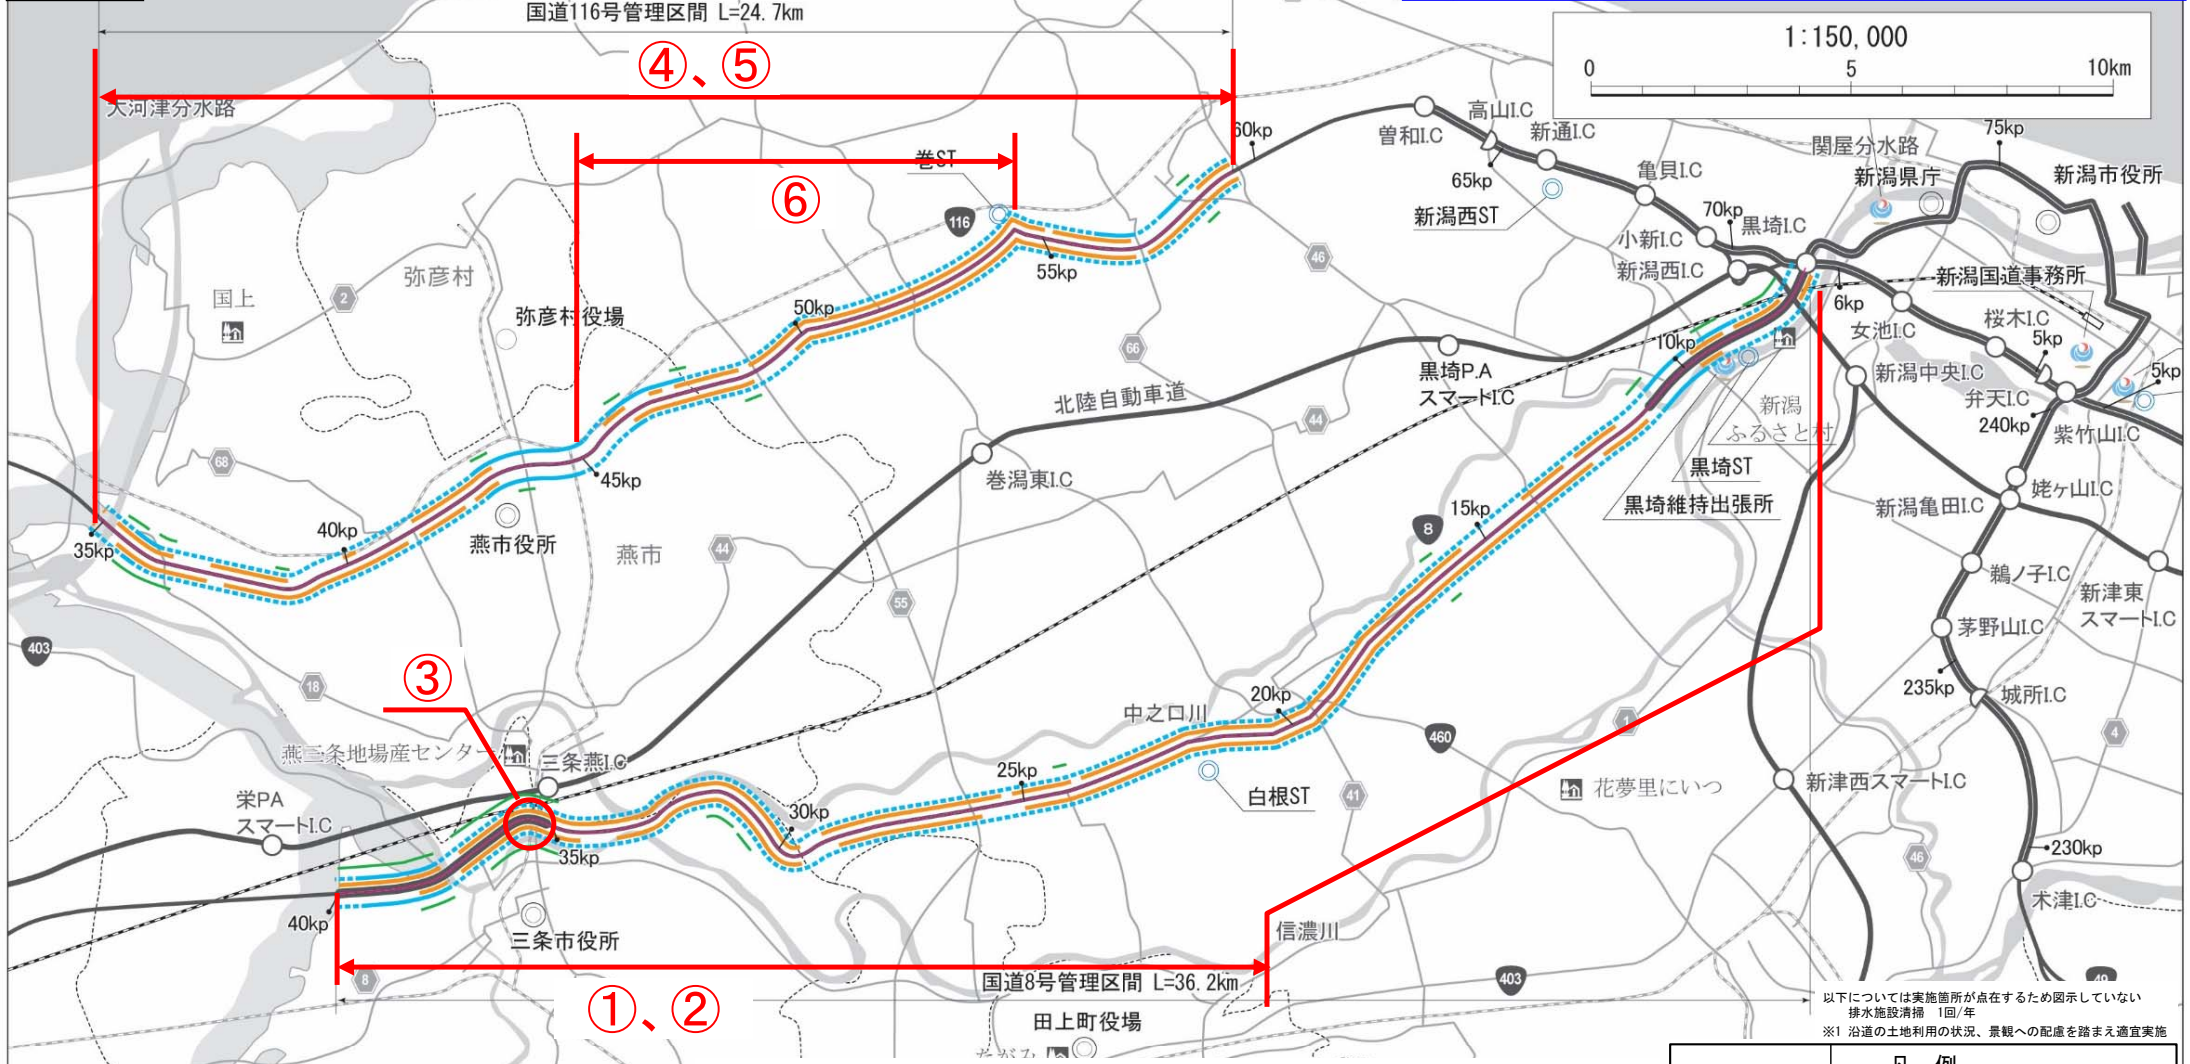 国道116号管理区間 L=24.7km
④、⑤
1:150,000
0 5 10km
大河津分水路
60kp
曽和I.C
高山I.C
新通I.C
65kp
新潟西ST
亀貝I.C
関屋分水路
75kp
新潟県庁
新潟市役所
巻ST
⑥
116
70kp
黒埼I.C
小新I.C
新潟西I.C
46
55kp
新潟国道事務所
6kp
女池I.C
桜木I.C
5kp
弥彦村
国上
2
弥彦村役場
50kp
66
10kp
黒埼P.A
スマートI.C
北陸自動車道
新潟中央I.C
5kp
弁天I.C
240kp
紫竹山I.C
44
新潟
ふるさと村
68
45kp
巻潟東I.C
黒埼ST
黒埼維持出張所
姥ヶ山I.C
新潟亀田I.C
35kp
40kp
燕市役所
燕市
44
15kp
8
鵜ノ子I.C
新津東
スマートI.C
55
403
茅野山I.C
③
18
20kp
235kp
城所I.C
中之口川
460
1
4
燕三条地場産センター
三条燕I.C
25kp
白根ST
41
花夢里にいつ
新津西スマートI.C
栄PA
スマートI.C
30kp
35kp
46
230kp
40kp
三条市役所
信濃川
木津I.C
8
国道8号管理区間 L=36.2km
403
49
①、②
田上町役場
以下については実施箇所が点在するため図示していない
排水施設清掃 1回/年
※1 沿道の土地利用の状況、景観への配慮を踏まえ適宜実施
凡 例